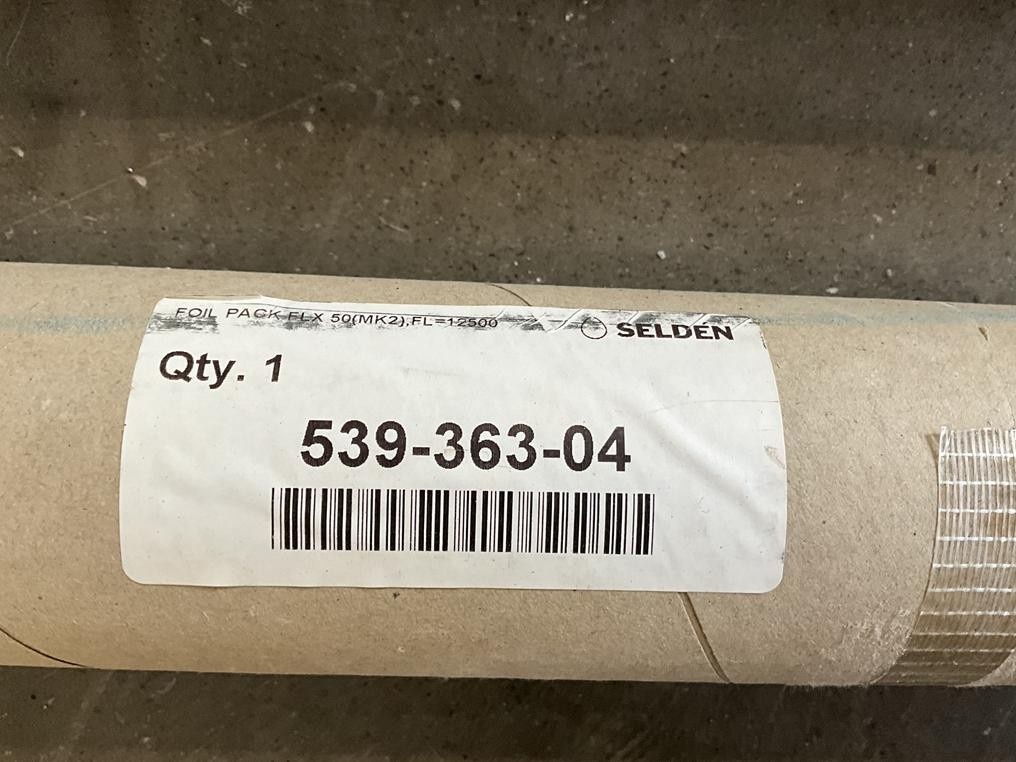 FOIL PACK FLX 50(MK2),FL=12500
SELDEN
Qty. 1
539-363-04